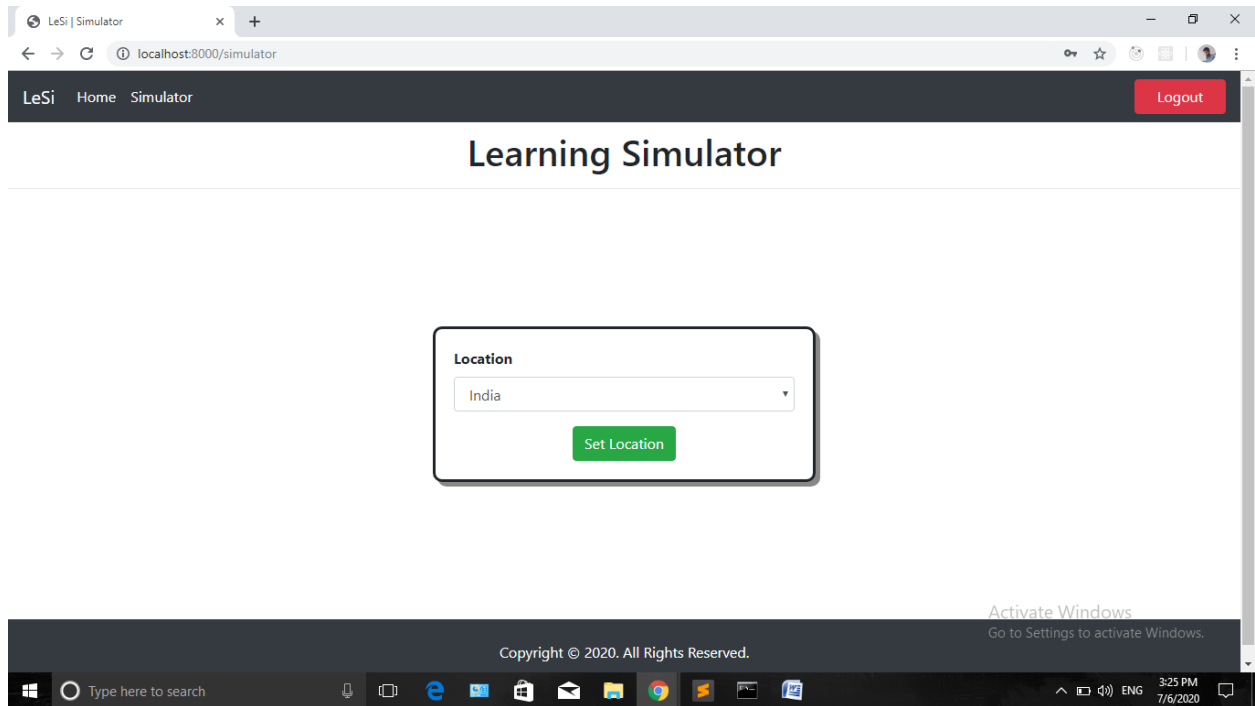 LeSi | Simulator
localhost:8000/simulator
LeSi Home Simulator Logout
Learning Simulator
Location
India
Set Location
Activate Windows
Go to Settings to activate Windows.
Copyright © 2020. All Rights Reserved.
Type here to search
ENG
3:25 PM
7/6/2020